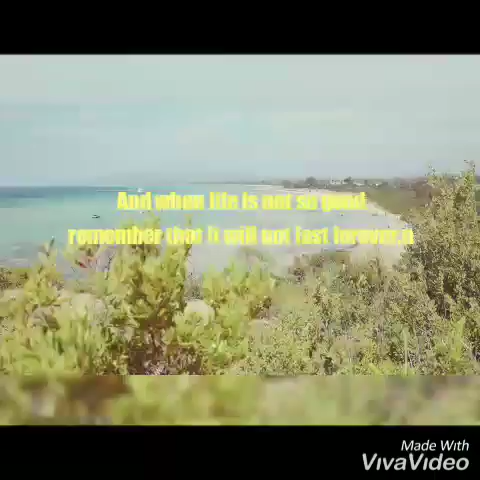 And when life is not so good
remember that it will not last forever.
Made With
VivaVideo